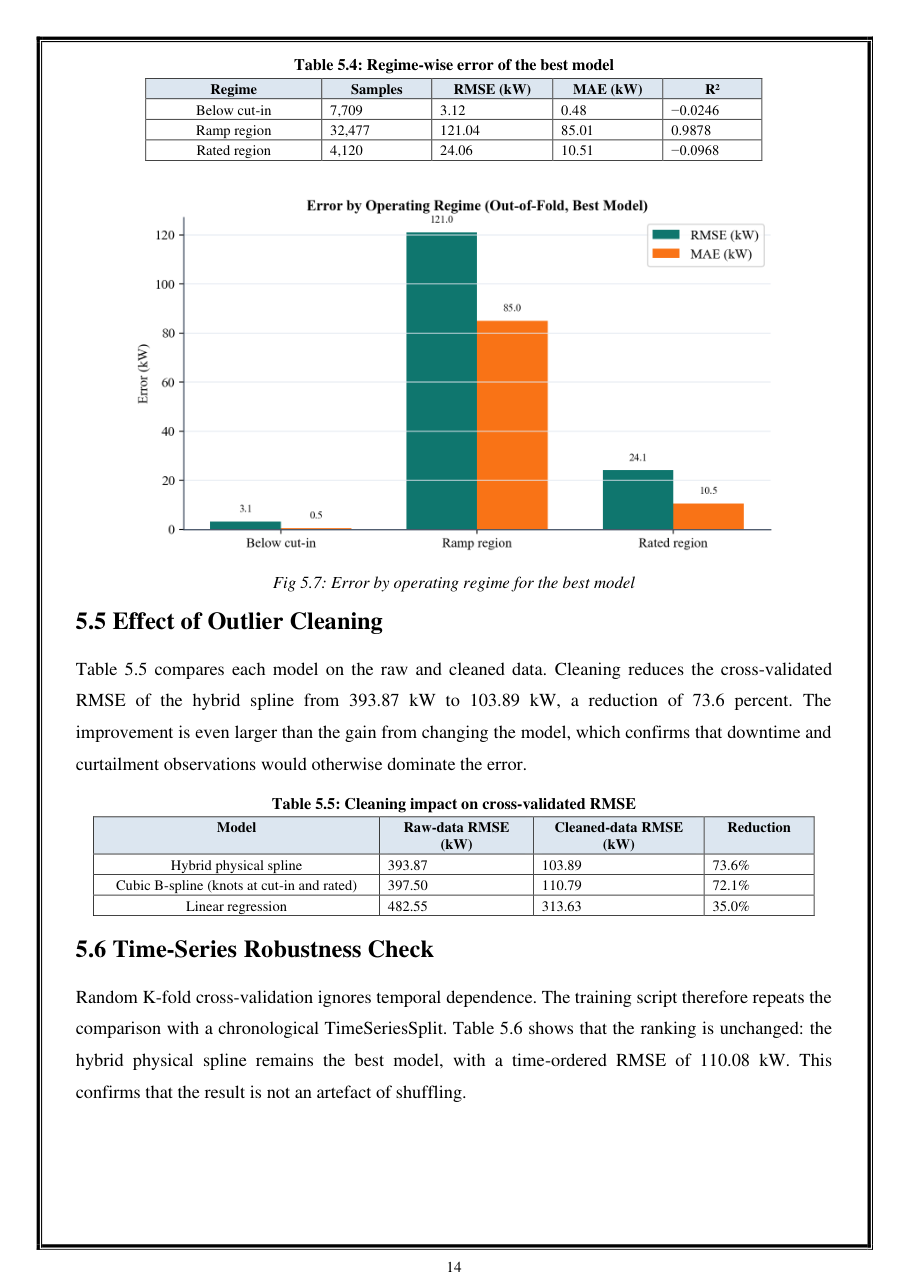 Table 5.4: Regime-wise error of the best model
Regime Samples RMSE (kW) MAE (kW) R²
Below cut-in 7,709 3.12 0.48 −0.0246
Ramp region 32,477 121.04 85.01 0.9878
Rated region 4,120 24.06 10.51 −0.0968
Error by Operating Regime (Out-of-Fold, Best Model)
121.0
120
RMSE (kW)
MAE (kW)
100
85.0
80
Error (kW)
60
40
24.1
20
10.5
3.1
0.5
0
Below cut-in Ramp region Rated region
Fig 5.7: Error by operating regime for the best model
5.5 Effect of Outlier Cleaning
Table 5.5 compares each model on the raw and cleaned data. Cleaning reduces the cross-validated
RMSE of the hybrid spline from 393.87 kW to 103.89 kW, a reduction of 73.6 percent. The
improvement is even larger than the gain from changing the model, which confirms that downtime and
curtailment observations would otherwise dominate the error.
Table 5.5: Cleaning impact on cross-validated RMSE
Model Raw-data RMSE Cleaned-data RMSE Reduction
(kW) (kW)
Hybrid physical spline 393.87 103.89 73.6%
Cubic B-spline (knots at cut-in and rated) 397.50 110.79 72.1%
Linear regression 482.55 313.63 35.0%
5.6 Time-Series Robustness Check
Random K-fold cross-validation ignores temporal dependence. The training script therefore repeats the
comparison with a chronological TimeSeriesSplit. Table 5.6 shows that the ranking is unchanged: the
hybrid physical spline remains the best model, with a time-ordered RMSE of 110.08 kW. This
confirms that the result is not an artefact of shuffling.
14